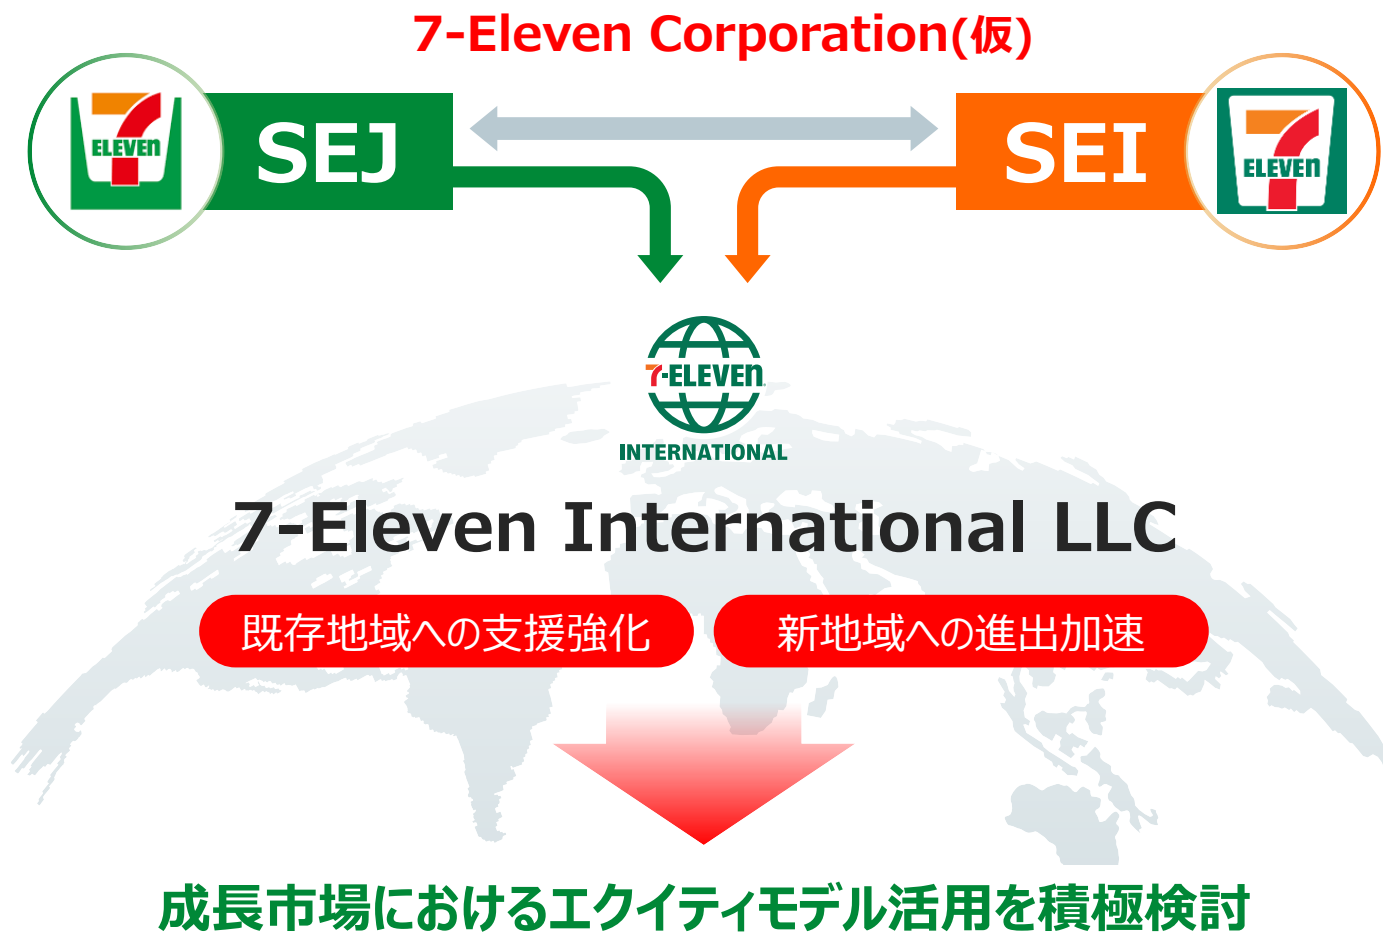 7-Eleven Corporation(仮)
7
ELEVEn
SEJ
SEI
7
ELEVEn
7-ELEVEn.
INTERNATIONAL
7-Eleven International LLC
既存地域への支援強化
新地域への進出加速
成長市場におけるエクイティモデル活用を積極検討